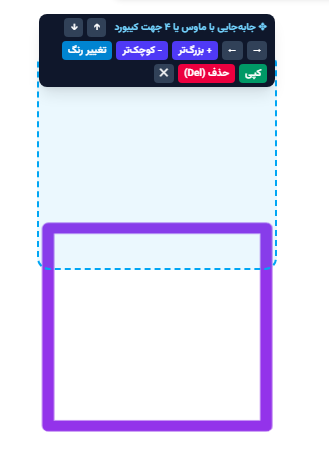 ✥ جابه‌جایی با ماوس یا ۴ جهت کیبورد ↑ ↓
→ ← + بزرگ‌تر − کوچک‌تر تغییر رنگ
کپی حذف (Del) ✕